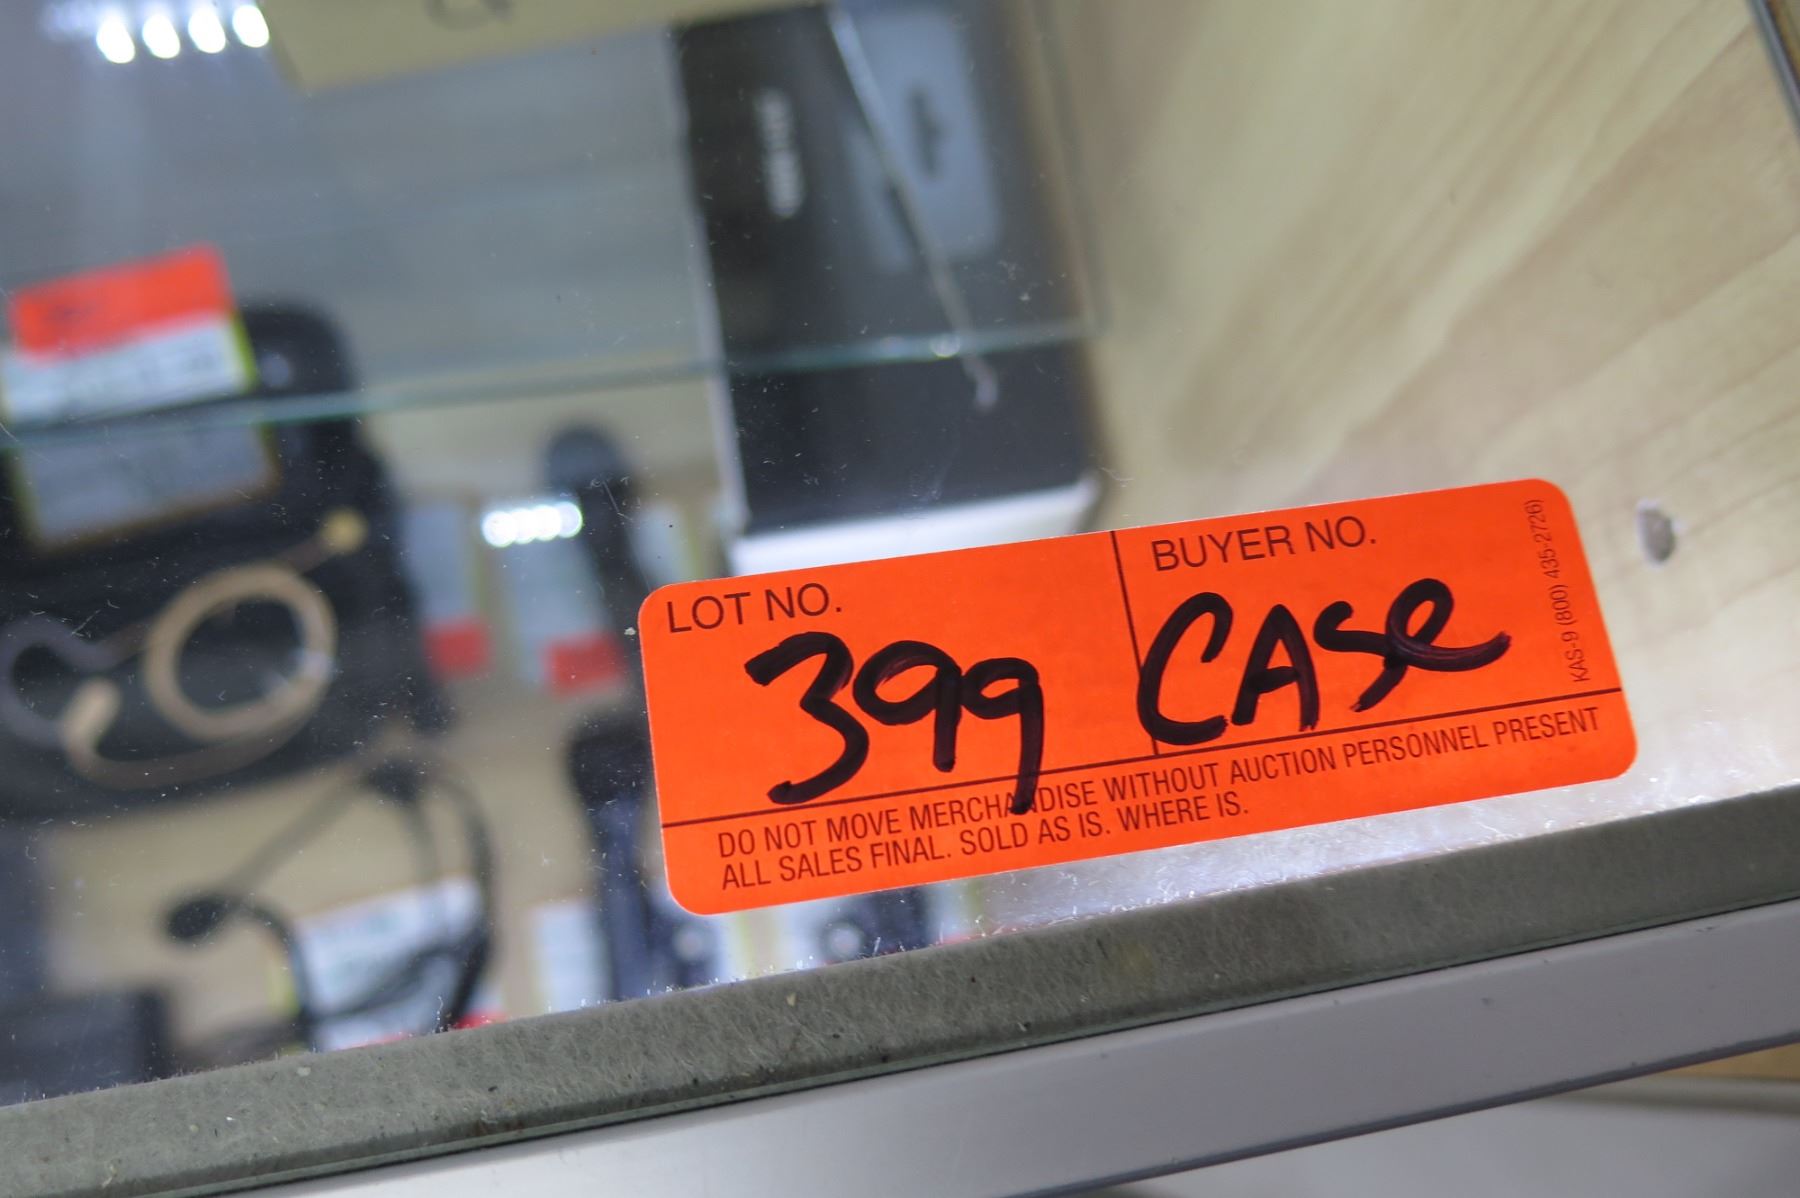 LOT NO.
399
BUYER NO.
CASe
DO NOT MOVE MERCHANDISE WITHOUT AUCTION PERSONNEL PRESENT
ALL SALES FINAL. SOLD AS IS. WHERE IS.
KAS-9 (800) 435-2726)